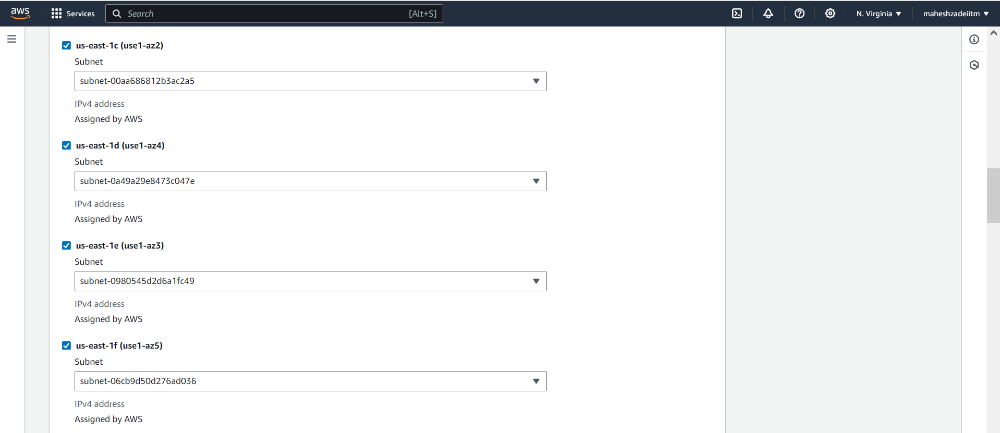 aws Services Search [Alt+S] N. Virginia maheshzadeiitm
us-east-1c (use1-az2)
Subnet
subnet-00aa686812b3ac2a5
IPv4 address
Assigned by AWS
us-east-1d (use1-az4)
Subnet
subnet-0a49a29e8473c047e
IPv4 address
Assigned by AWS
us-east-1e (use1-az3)
Subnet
subnet-0980545d2d6a1fc49
IPv4 address
Assigned by AWS
us-east-1f (use1-az5)
Subnet
subnet-06cb9d50d276ad036
IPv4 address
Assigned by AWS